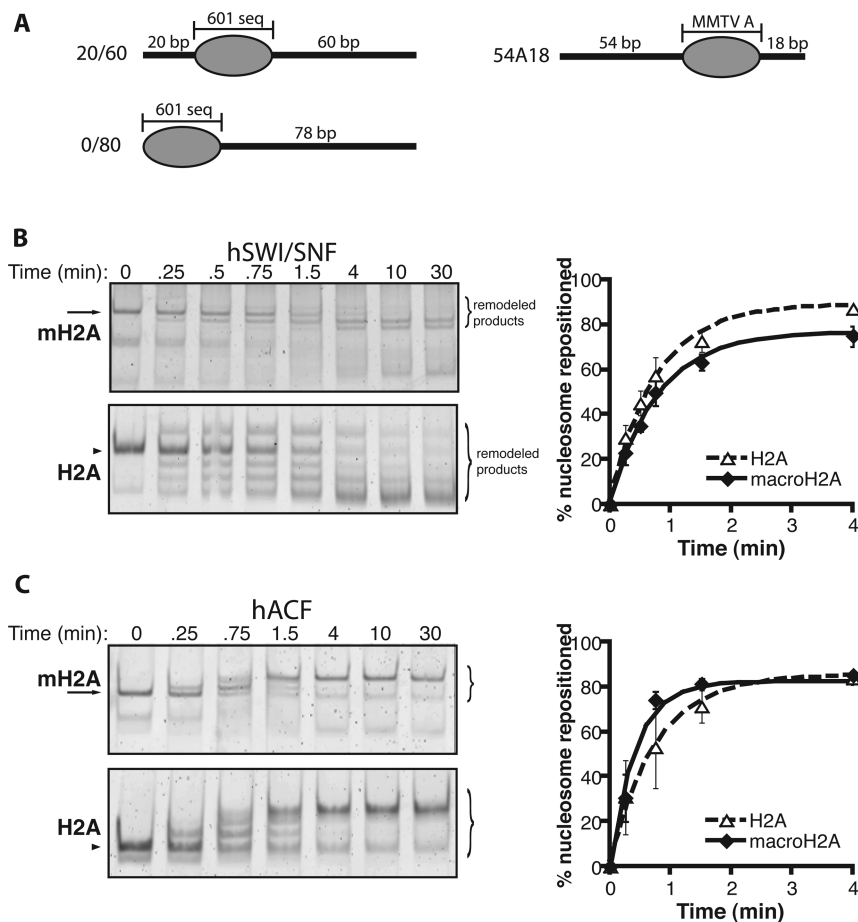 A
601 seq
20 bp
60 bp
20/60
MMTV A
54 bp
18 bp
54A18
601 seq
78 bp
0/80
B
hSWI/SNF
Time (min): 0 .25 .5 .75 1.5 4 10 30
mH2A
remodeled
products
H2A
remodeled
products
% nucleosome repositioned
100
80
60
40
20
0
H2A
macroH2A
0 1 2 3 4
Time (min)
C
hACF
Time (min): 0 .25 .75 1.5 4 10 30
mH2A
H2A
% nucleosome repositioned
100
80
60
40
20
0
H2A
macroH2A
0 1 2 3 4
Time (min)